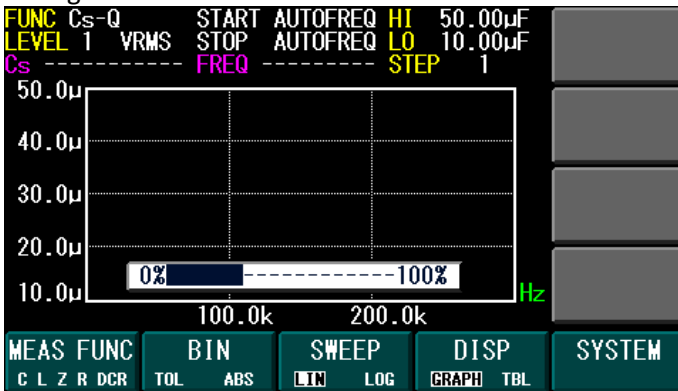 FUNC Cs-Q START AUTOFREQ HI 50.00µF
LEVEL 1 VRMS STOP AUTOFREQ LO 10.00µF
Cs ----------- FREQ --------- STEP 1
50.0µ
40.0µ
30.0µ
20.0µ
0% -------------100%
10.0µ Hz
100.0k 200.0k
MEAS FUNC BIN SWEEP DISP SYSTEM
C L Z R DCR TOL ABS LIN LOG GRAPH TBL